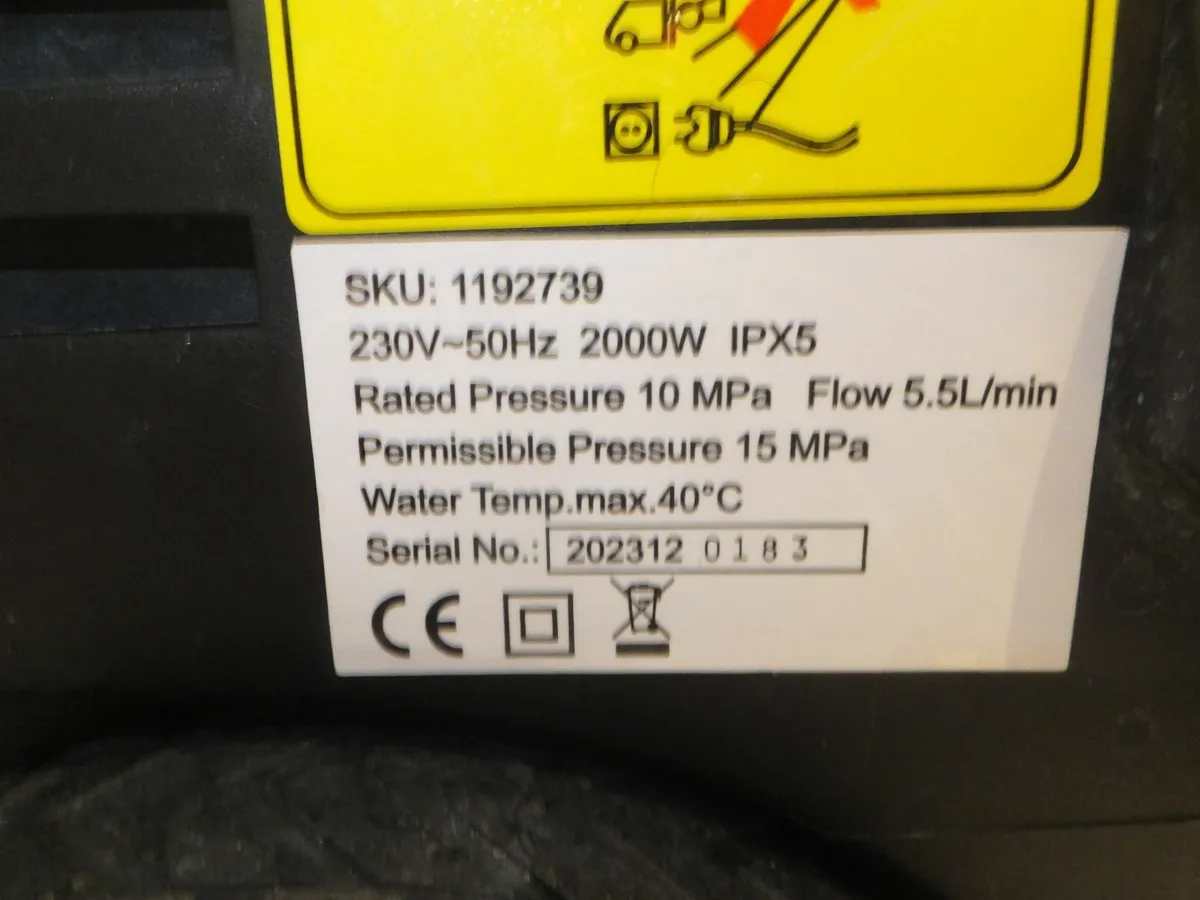 SKU: 1192739
230V~50Hz 2000W IPX5
Rated Pressure 10 MPa Flow 5.5L/min
Permissible Pressure 15 MPa
Water Temp.max.40°C
Serial No.: 202312 0183
CE